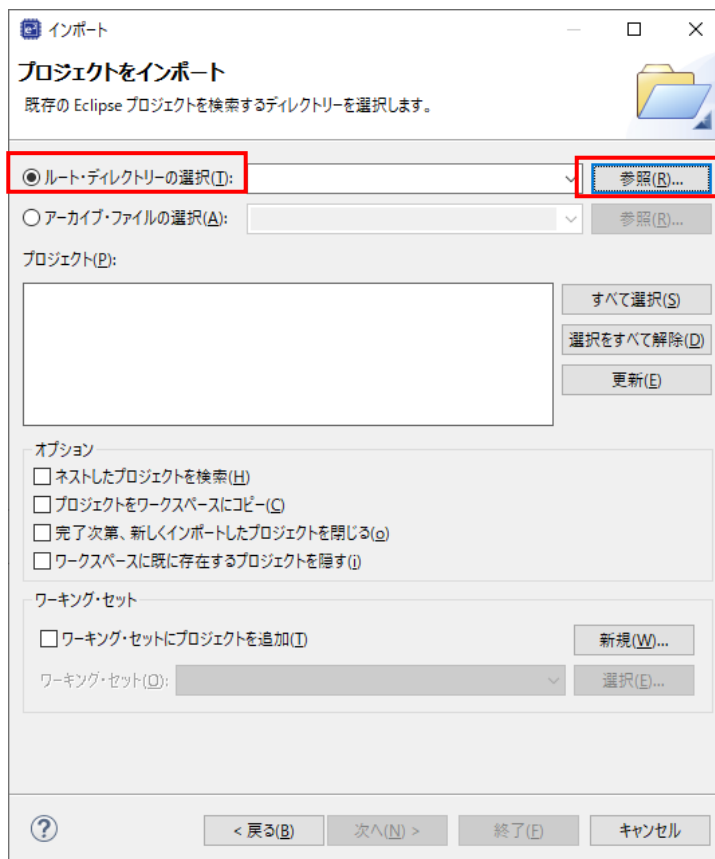 インポート
プロジェクトをインポート
既存の Eclipse プロジェクトを検索するディレクトリーを選択します。
ルート・ディレクトリーの選択(T): 参照(R)...
アーカイブ・ファイルの選択(A): 参照(R)...
プロジェクト(P):
すべて選択(S)
選択をすべて解除(D)
更新(E)
オプション
ネストしたプロジェクトを検索(H)
プロジェクトをワークスペースにコピー(C)
完了次第、新しくインポートしたプロジェクトを閉じる(o)
ワークスペースに既に存在するプロジェクトを隠す(i)
ワーキング・セット
ワーキング・セットにプロジェクトを追加(T) 新規(W)...
ワーキング・セット(O): 選択(E)...
? < 戻る(B) 次へ(N) > 終了(F) キャンセル